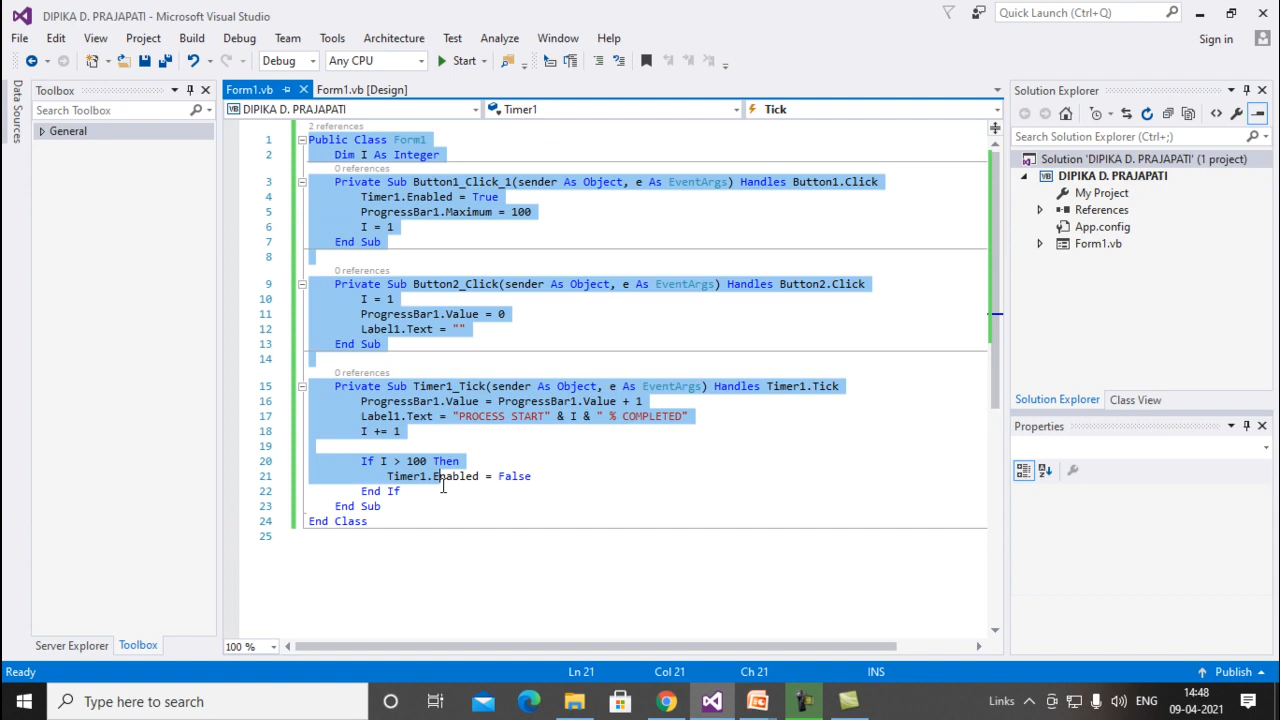 DIPIKA D. PRAJAPATI - Microsoft Visual Studio
Quick Launch (Ctrl+Q)
File Edit View Project Build Debug Team Tools Architecture Test Analyze Window Help
Sign in
Debug Any CPU Start
Data Sources
Toolbox
Search Toolbox
General
Server Explorer Toolbox
Form1.vb Form1.vb [Design]
DIPIKA D. PRAJAPATI Timer1 Tick
2 references
1 Public Class Form1
2 Dim I As Integer
0 references
3 Private Sub Button1_Click_1(sender As Object, e As EventArgs) Handles Button1.Click
4 Timer1.Enabled = True
5 ProgressBar1.Maximum = 100
6 I = 1
7 End Sub
8
0 references
9 Private Sub Button2_Click(sender As Object, e As EventArgs) Handles Button2.Click
10 I = 1
11 ProgressBar1.Value = 0
12 Label1.Text = ""
13 End Sub
14
0 references
15 Private Sub Timer1_Tick(sender As Object, e As EventArgs) Handles Timer1.Tick
16 ProgressBar1.Value = ProgressBar1.Value + 1
17 Label1.Text = "PROCESS START" & I & " % COMPLETED"
18 I += 1
19
20 If I > 100 Then
21 Timer1.Enabled = False
22 End If
23 End Sub
24 End Class
25
100 %
Solution Explorer
Search Solution Explorer (Ctrl+;)
Solution 'DIPIKA D. PRAJAPATI' (1 project)
DIPIKA D. PRAJAPATI
My Project
References
App.config
Form1.vb
Solution Explorer Class View
Properties
Ready Ln 21 Col 21 Ch 21 INS Publish
Type here to search
Links ENG
14:48
09-04-2021